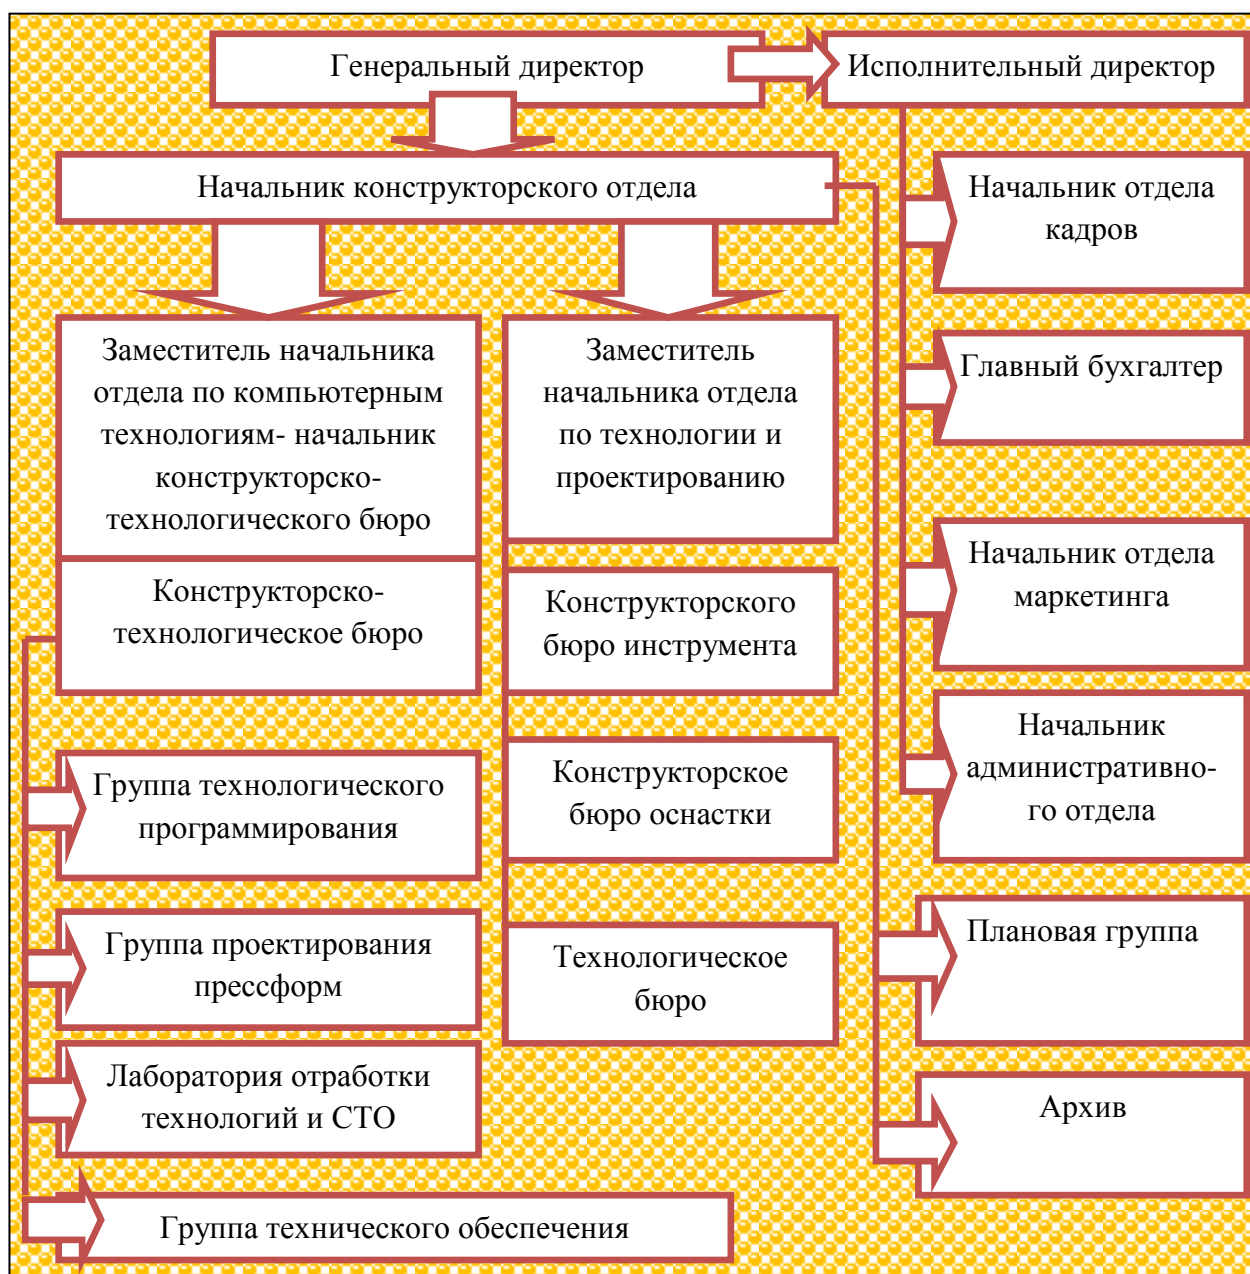 Генеральный директор
Исполнительный директор
Начальник конструкторского отдела
Начальник отдела
кадров
Заместитель начальника
отдела по компьютерным
технологиям- начальник
конструкторско-
технологического бюро
Заместитель
начальника отдела
по технологии и
проектированию
Главный бухгалтер
Начальник отдела
маркетинга
Конструкторско-
технологическое бюро
Конструкторского
бюро инструмента
Начальник
административно-
го отдела
Группа технологического
программирования
Конструкторское
бюро оснастки
Плановая группа
Группа проектирования
прессформ
Технологическое
бюро
Лаборатория отработки
технологий и СТО
Архив
Группа технического обеспечения